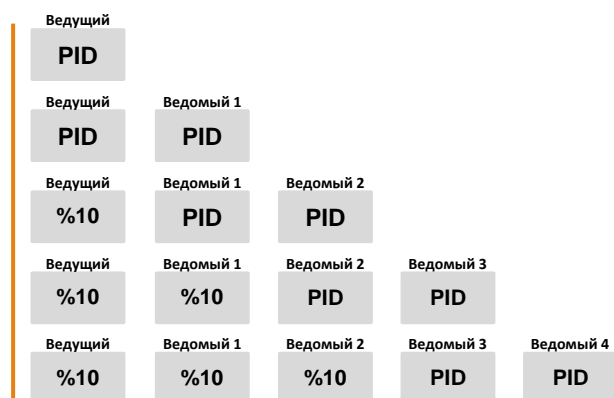 Ведущий
PID
Ведущий Ведомый 1
PID PID
Ведущий Ведомый 1 Ведомый 2
%10 PID PID
Ведущий Ведомый 1 Ведомый 2 Ведомый 3
%10 %10 PID PID
Ведущий Ведомый 1 Ведомый 2 Ведомый 3 Ведомый 4
%10 %10 %10 PID PID